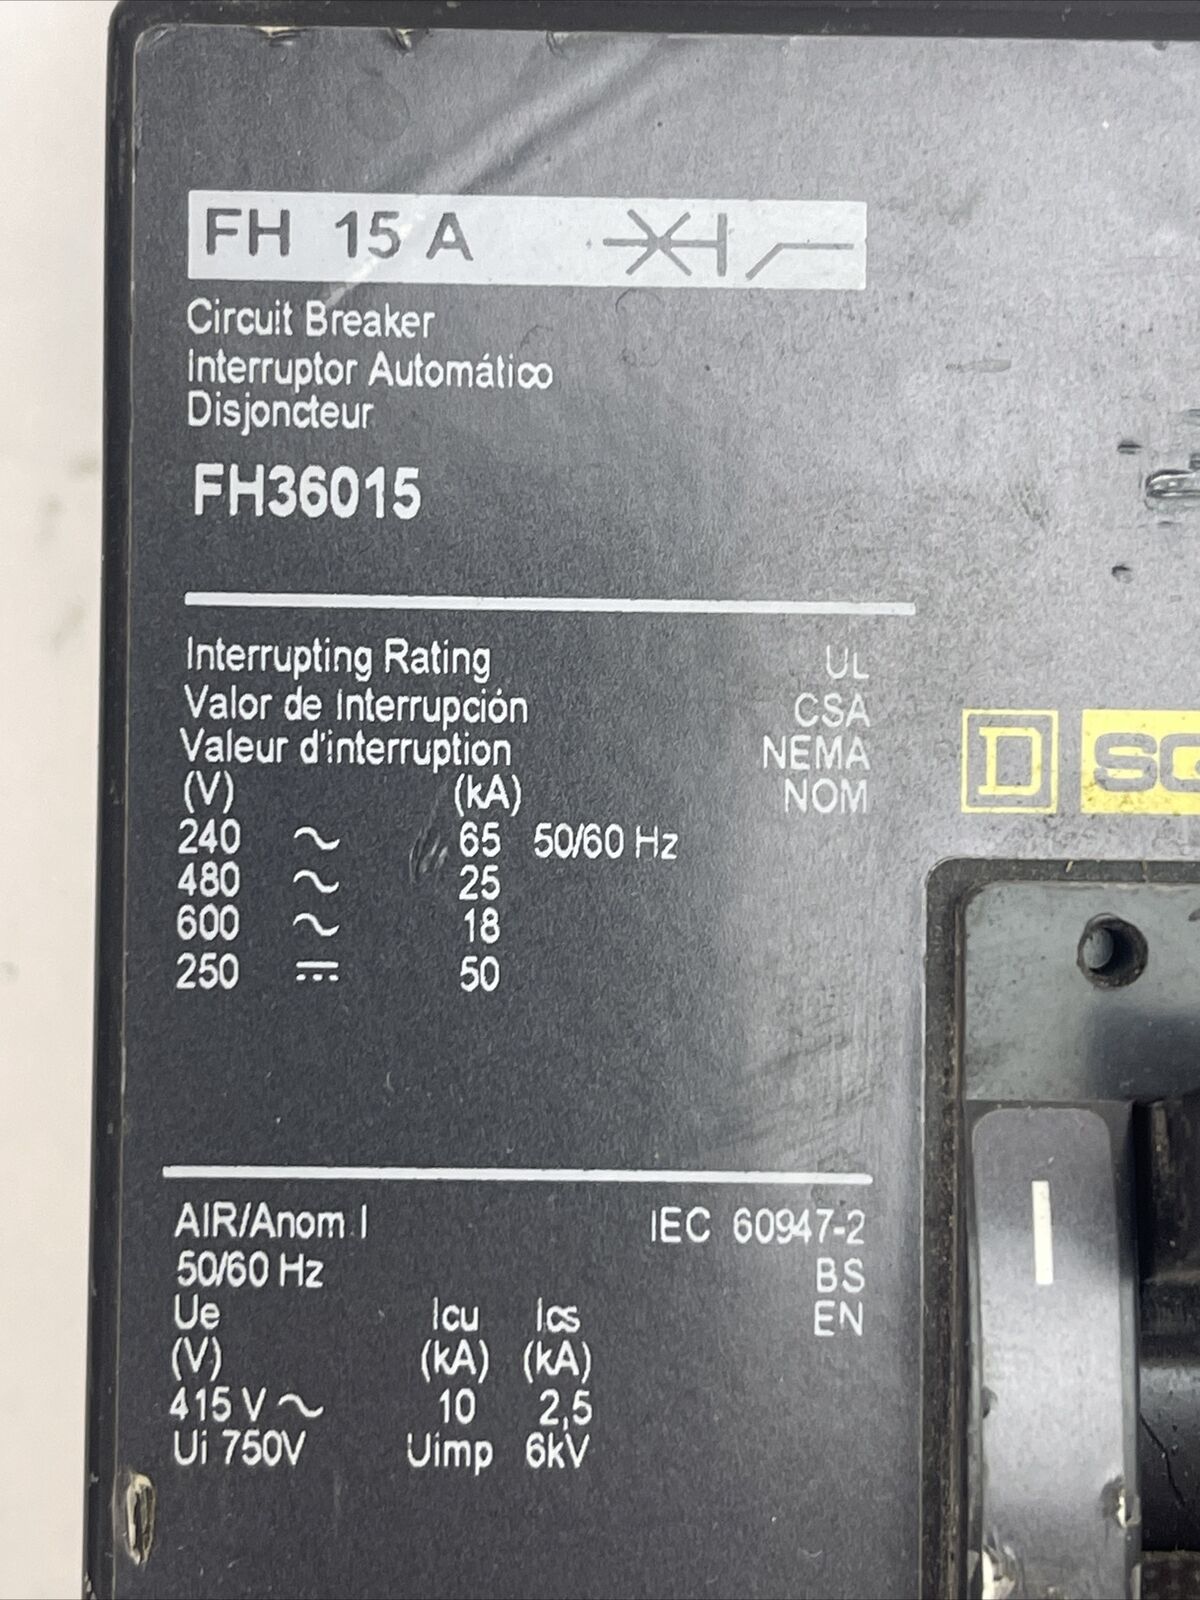 FH 15 A
Circuit Breaker
Interruptor Automático
Disjoncteur
FH36015
Interrupting Rating UL
Valor de Interrupción CSA
Valeur d'interruption NEMA
(V) (kA) NOM
240 ~ 65 50/60 Hz
480 ~ 25
600 ~ 18
250 ⎓ 50
D SQ
AIR/Anom.I IEC 60947-2
50/60 Hz BS
Ue Icu Ics EN
(V) (kA) (kA)
415 V ~ 10 2,5
Ui 750V Uimp 6kV
I